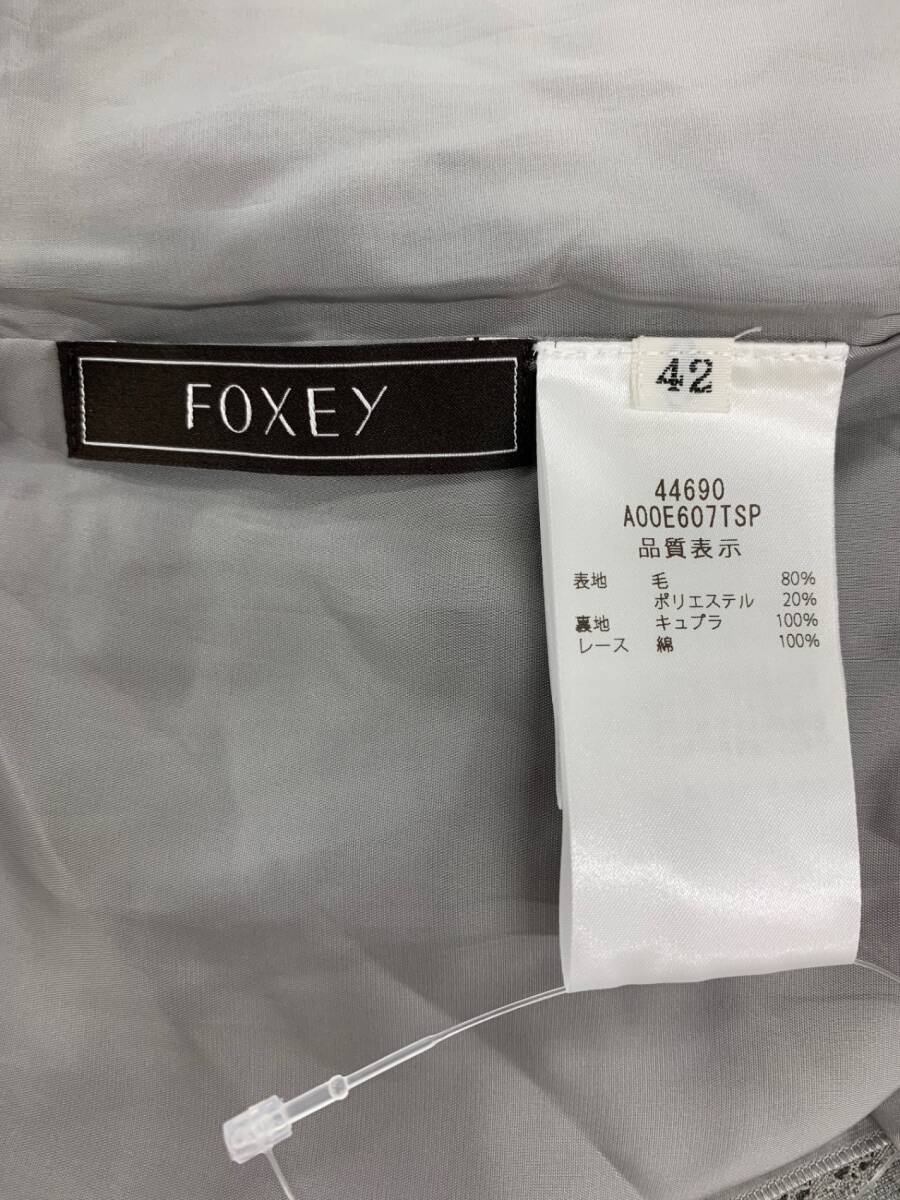 FOXEY
42
44690
A00E607TSP
品質表示
表地 毛 80%
ポリエステル 20%
裏地 キュプラ 100%
レース 綿 100%